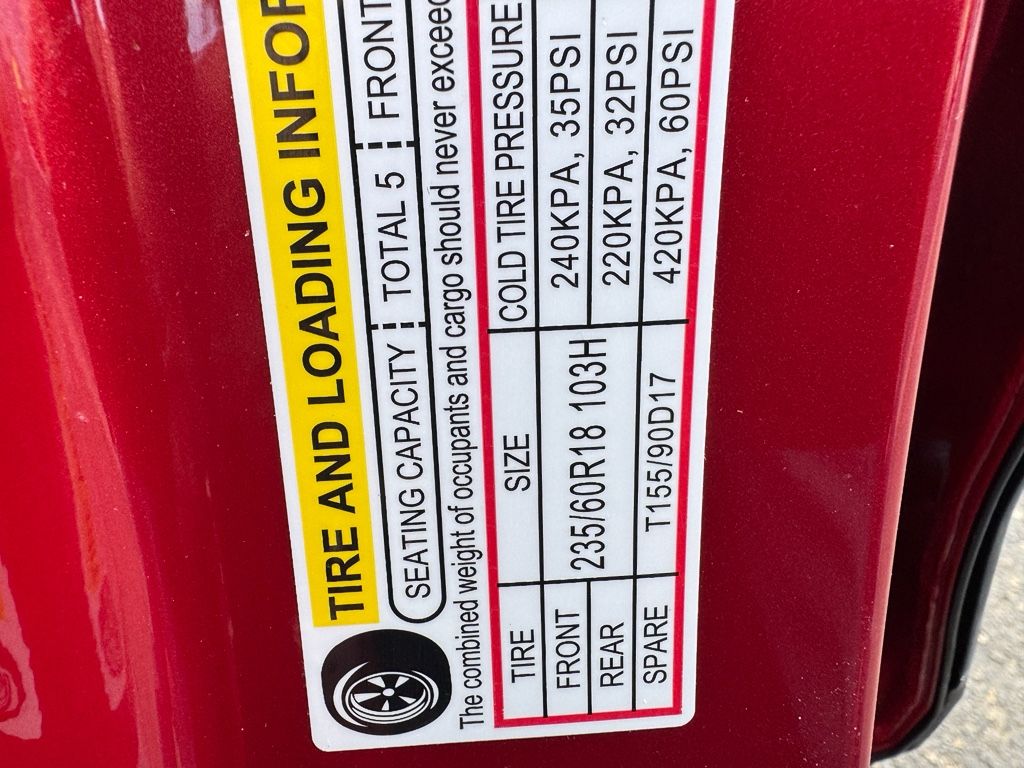 TIRE AND LOADING INFOR
SEATING CAPACITY TOTAL 5 FRONT
The combined weight of occupants and cargo should never exceed
TIRE SIZE COLD TIRE PRESSURE
FRONT 235/60R18 103H 240KPA, 35PSI
REAR 220KPA, 32PSI
SPARE T155/90D17 420KPA, 60PSI